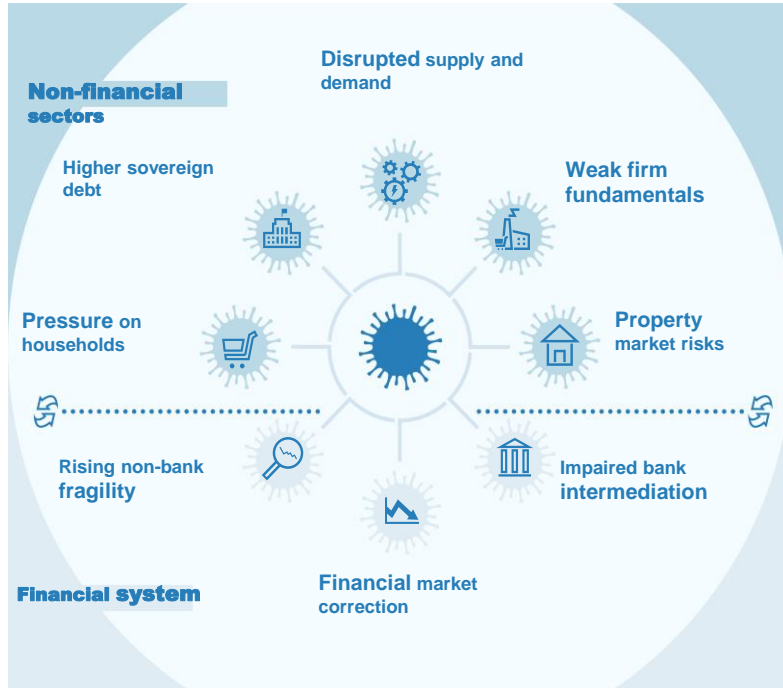 Disrupted supply and
demand
Non-financial
sectors
Higher sovereign
debt
Weak firm
fundamentals
Pressure on
households
Property
market risks
Rising non-bank
fragility
Impaired bank
intermediation
Financial market
correction
Financial system